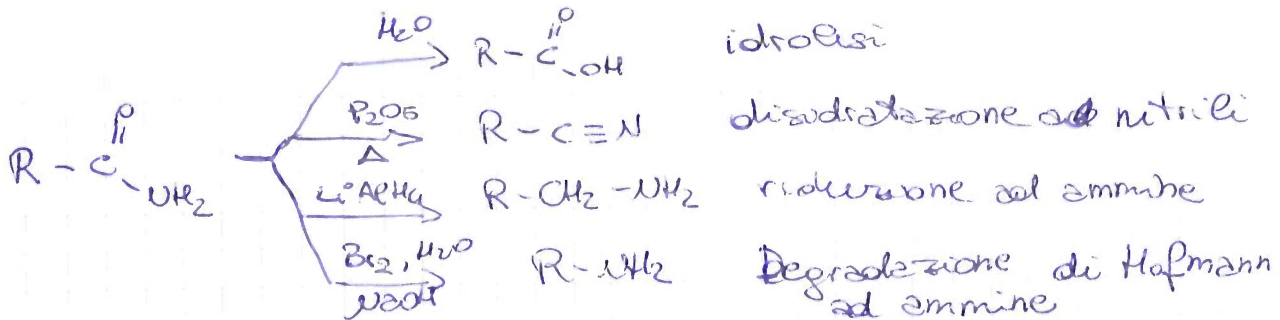 H₂O
R - C(=O) - OH idrolisi
P₂O₅
Δ
R - C≡N disidratazione a nitrili
R - C(=O) - NH₂
LiAlH₄
R - CH₂ - NH₂ riduzione ad ammine
Br₂, H₂O
NaOH
R - NH₂ Degradazione di Hofmann
ad ammine